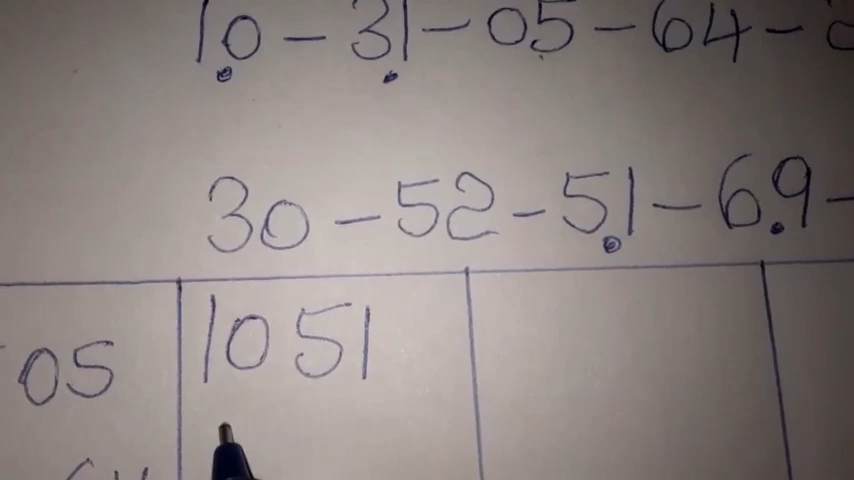 10 - 31 - 05 - 64 -
30 - 52 - 51 - 69 -
05 1051